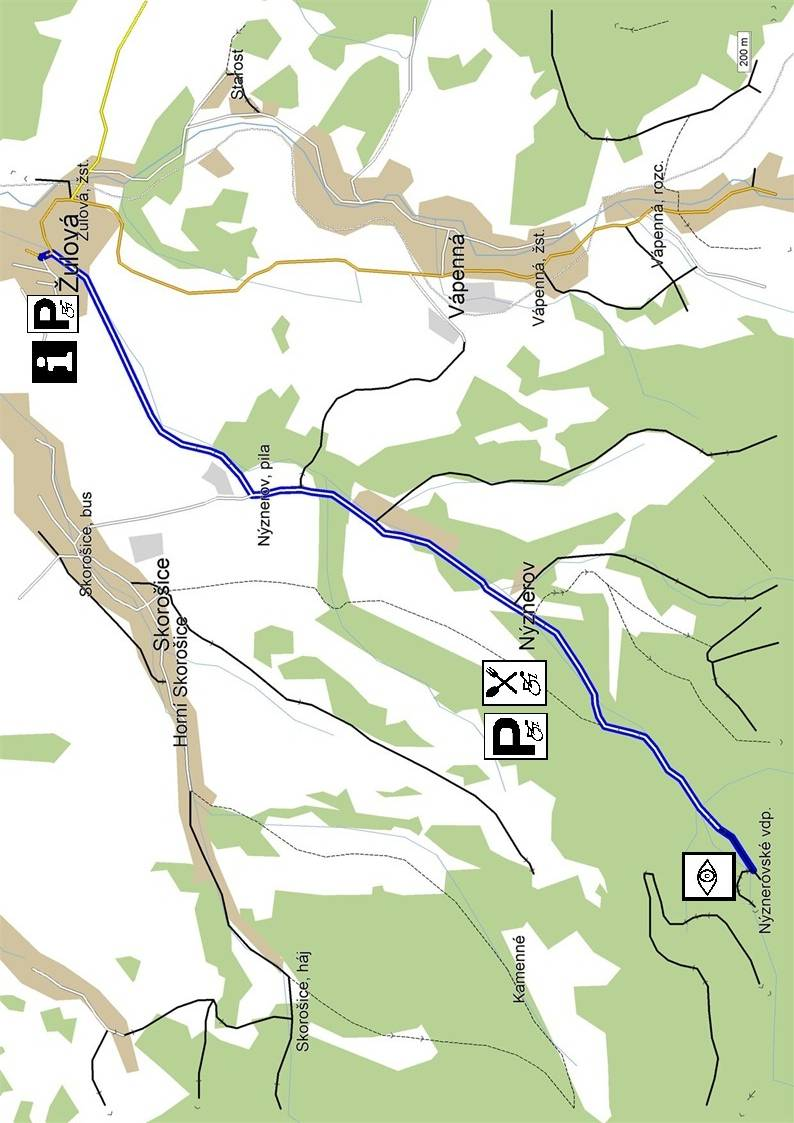 i
P
Žulová
Žulová, žst.
Skorošice, bus
Skorošice
Horní Skorošice
Starost
Nýznerov, pila
Skorošice, háj
Vápenná
P
Kamenné
Nýznerov
Vápenná, žst.
Vápenná, rozc.
Nýznerovské vdp.
200 m